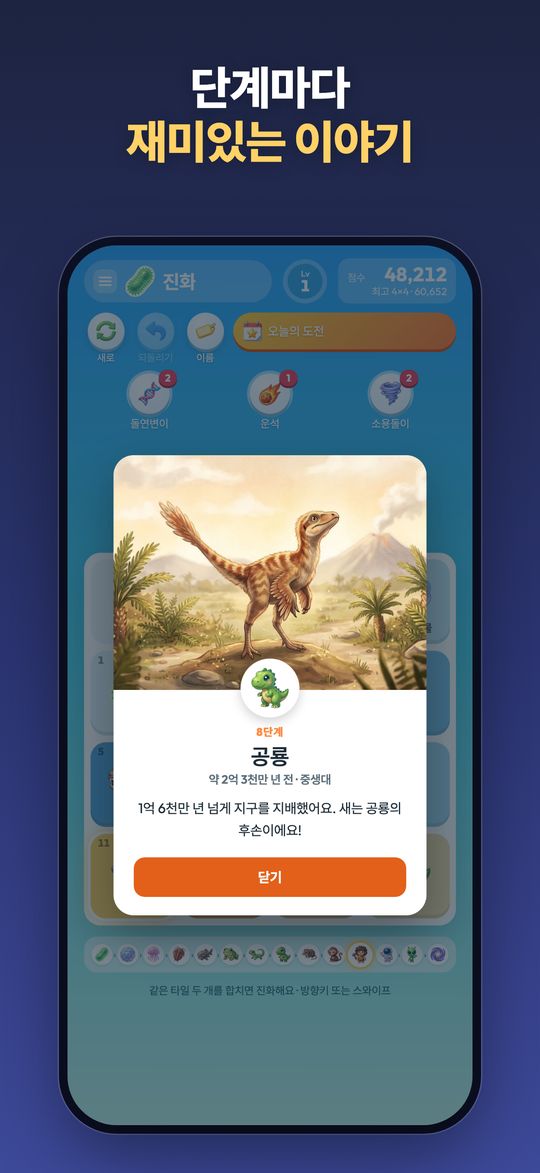 단계마다
재미있는 이야기
진화
Lv
1
점수
48,212
최고 4×4 · 60,652
새로
되돌리기
이름
오늘의 도전
2
돌연변이
1
운석
2
소용돌이
1
5
11
8단계
공룡
약 2억 3천만 년 전 · 중생대
1억 6천만 년 넘게 지구를 지배했어요. 새는 공룡의
후손이에요!
닫기
같은 타일 두 개를 합치면 진화해요 · 방향키 또는 스와이프